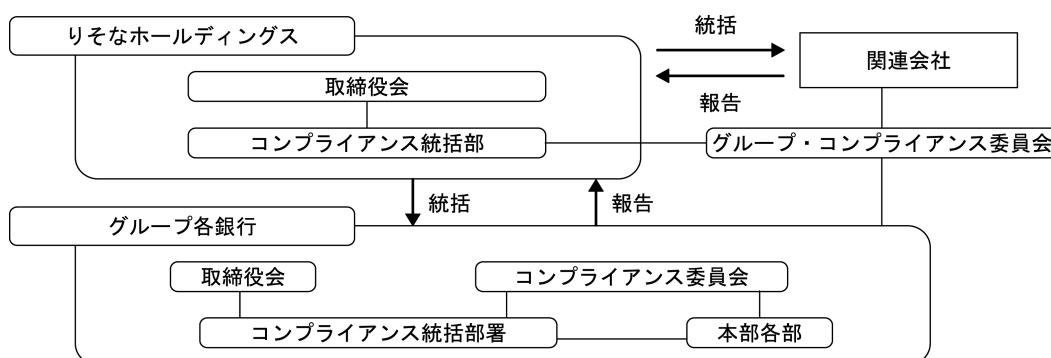 りそなホールディングス
統括
関連会社
取締役会
報告
コンプライアンス統括部
グループ・コンプライアンス委員会
統括
報告
グループ各銀行
取締役会
コンプライアンス委員会
コンプライアンス統括部署
本部各部